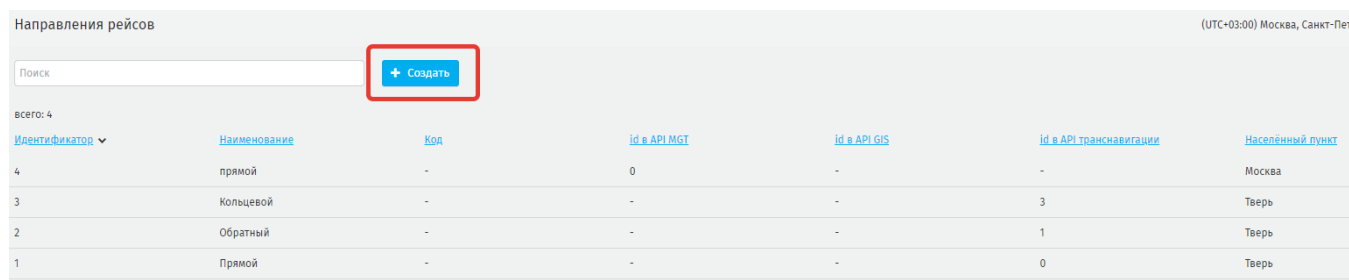 Направления рейсов (UTC+03:00) Москва, Санкт-Пет
Поиск + Создать
всего: 4
Идентификатор Наименование Код id в API MGT id в API GIS id в API транснавигации Населённый пункт
4 прямой - 0 - - Москва
3 Кольцевой - - - 3 Тверь
2 Обратный - - - 1 Тверь
1 Прямой - - - 0 Тверь